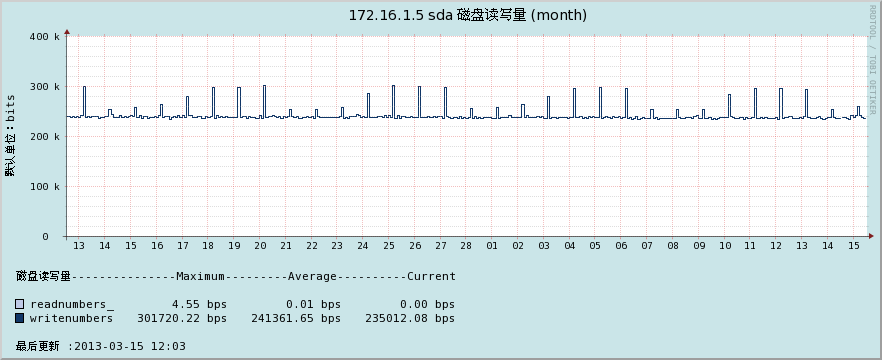 172.16.1.5 sda 磁盘读写量 (month)
RRDTOOL / TOBI OETIKER
默认单位：bits
400 k
300 k
200 k
100 k
0
13 14 15 16 17 18 19 20 21 22 23 24 25 26 27 28 01 02 03 04 05 06 07 08 09 10 11 12 13 14 15
磁盘读写量---------------Maximum---------Average----------Current
readnumbers_ 4.55 bps 0.01 bps 0.00 bps
writenumbers 301720.22 bps 241361.65 bps 235012.08 bps
最后更新 :2013-03-15 12:03